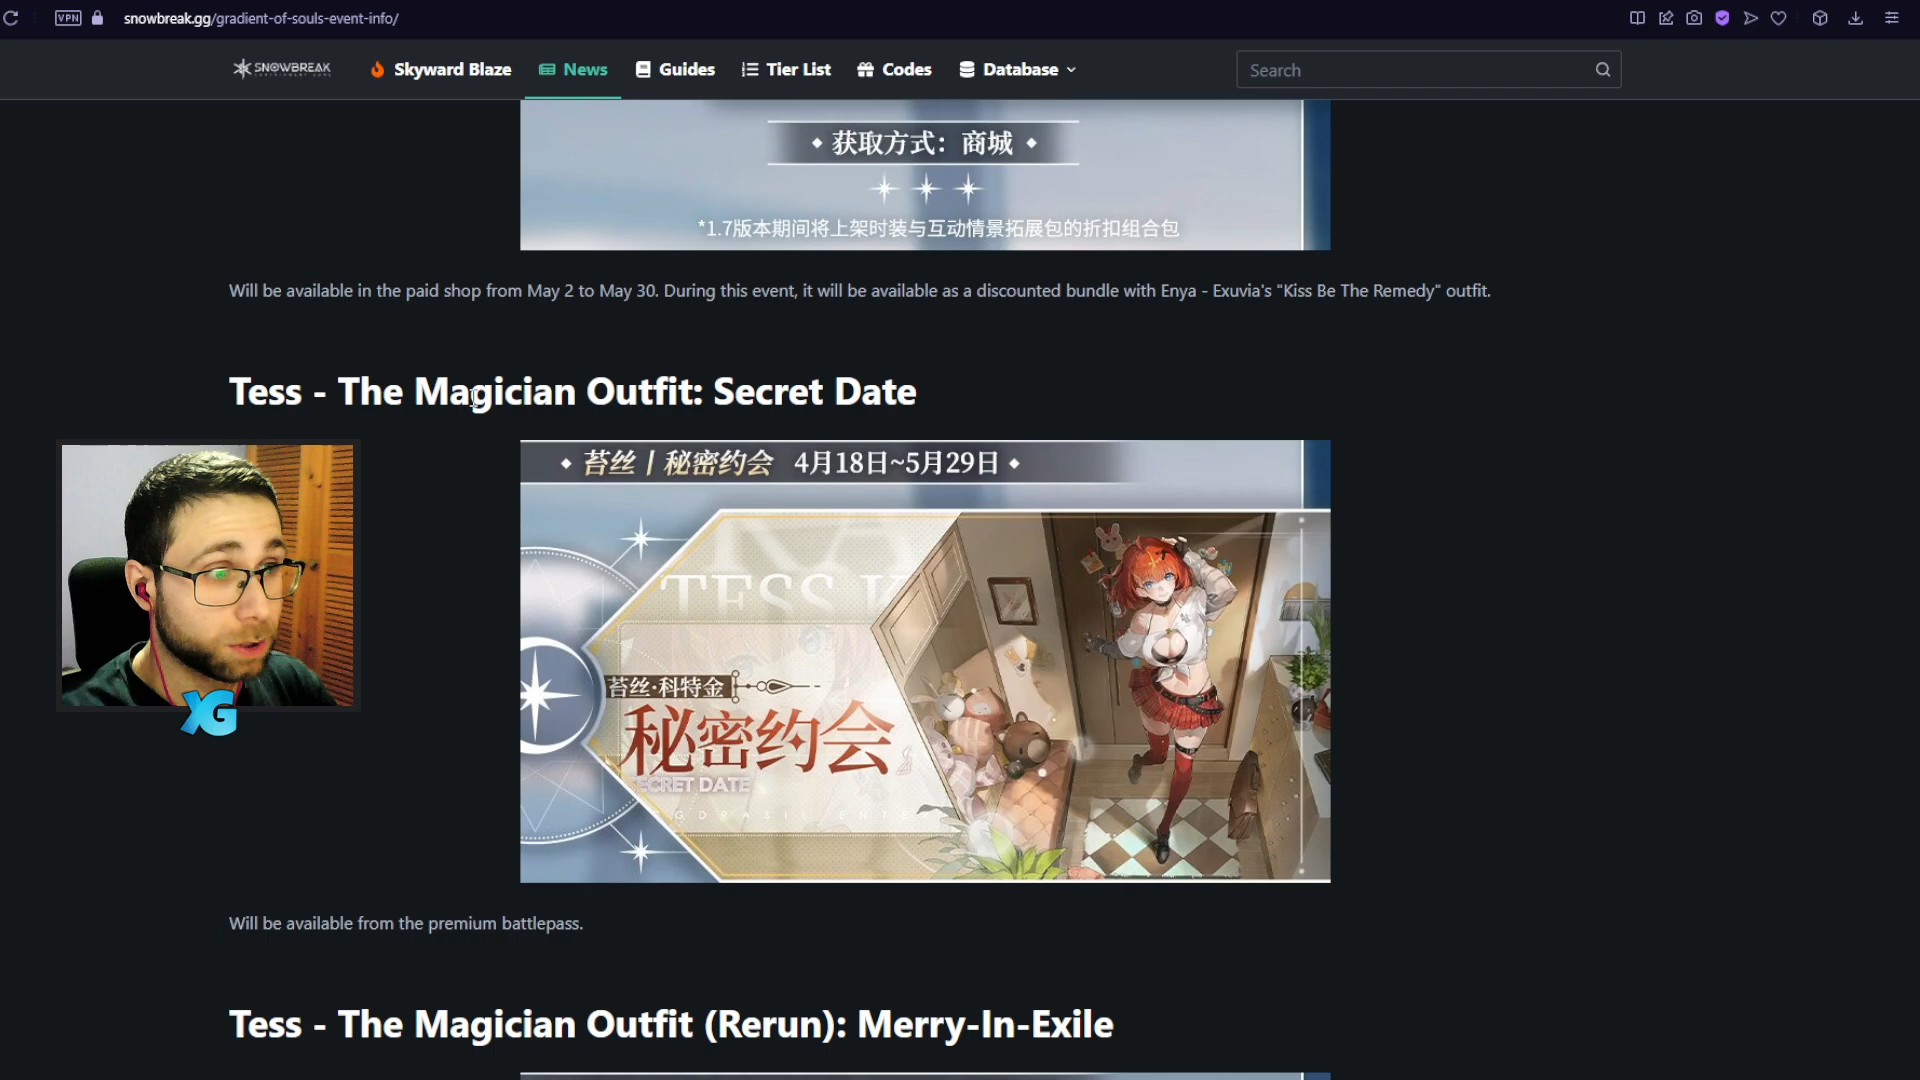 VPN
snowbreak.gg/gradient-of-souls-event-info/
SNOWBREAK
Skyward Blaze
News
Guides
Tier List
Codes
Database
Search
获取方式：商城
*1.7版本期间将上架时装与互动情景拓展包的折扣组合包
Will be available in the paid shop from May 2 to May 30. During this event, it will be available as a discounted bundle with Enya - Exuvia's "Kiss Be The Remedy" outfit.
Tess - The Magician Outfit: Secret Date
苔丝丨秘密约会 4月18日~5月29日
TESS K
苔丝·科特金
秘密约会
SECRET DATE
XG
Will be available from the premium battlepass.
Tess - The Magician Outfit (Rerun): Merry-In-Exile